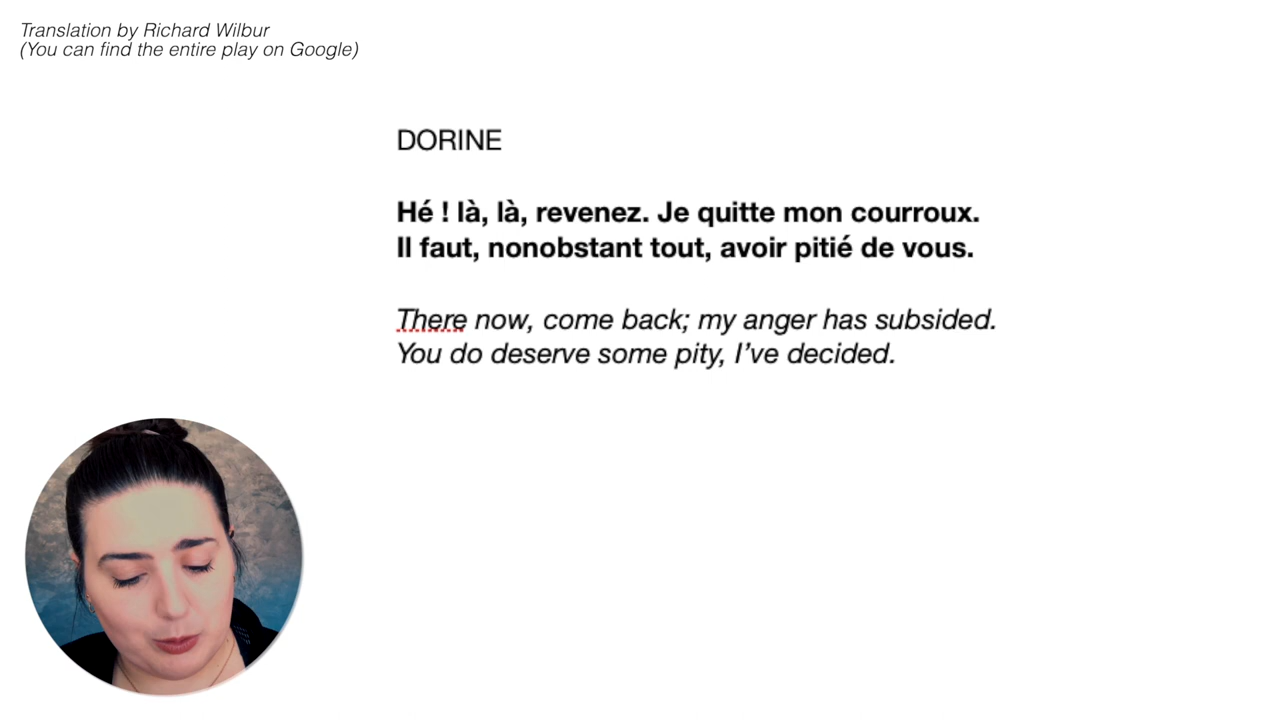 Translation by Richard Wilbur
(You can find the entire play on Google)
DORINE
Hé ! là, là, revenez. Je quitte mon courroux.
Il faut, nonobstant tout, avoir pitié de vous.
There now, come back; my anger has subsided.
You do deserve some pity, I’ve decided.